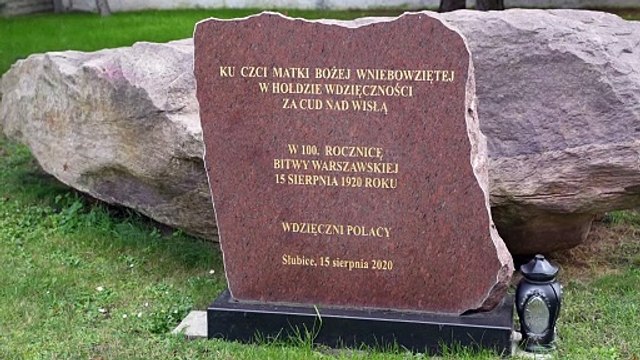 KU CZCI MATKI BOŻEJ WNIEBOWZIĘTEJ
W HOŁDZIE WDZIĘCZNOŚCI
ZA CUD NAD WISŁĄ
W 100. ROCZNICĘ
BITWY WARSZAWSKIEJ
15 SIERPNIA 1920 ROKU
WDZIĘCZNI POLACY
Słubice, 15 sierpnia 2020